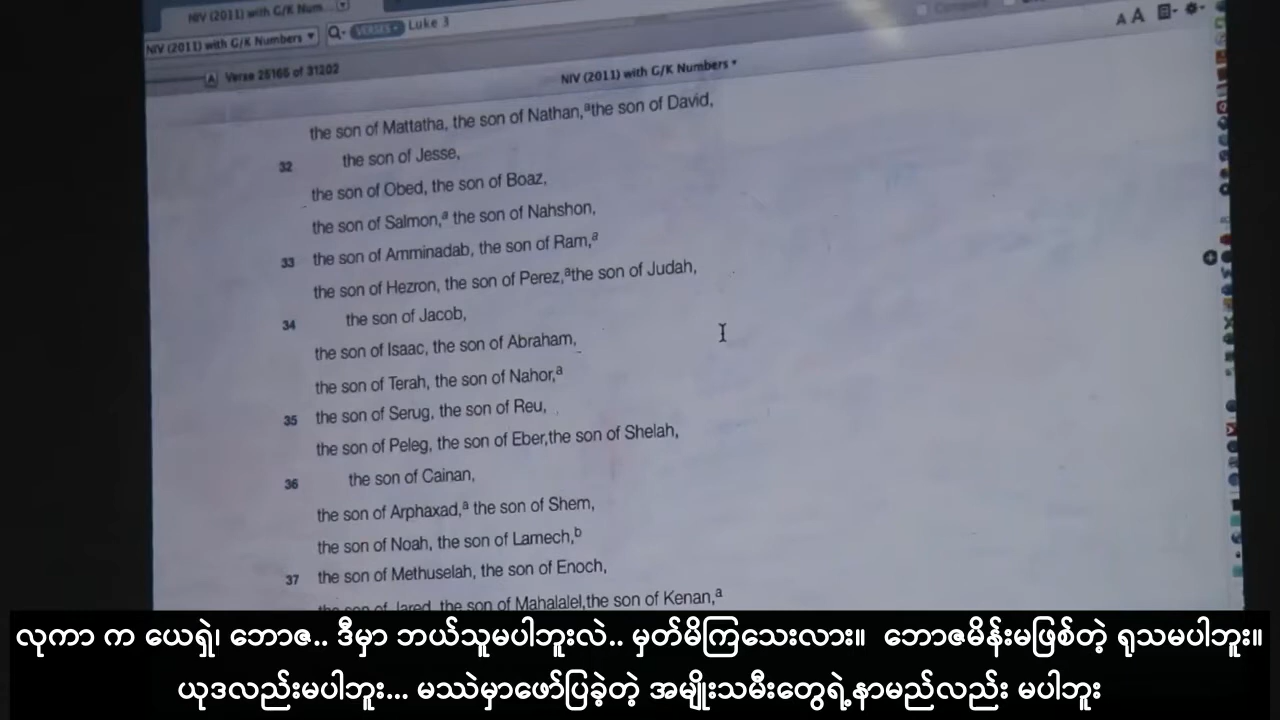 NIV (2011) with G/K Num...
NIV (2011) with G/K Numbers
VERSES
Luke 3
A A
Verse 25165 of 31202
NIV (2011) with G/K Numbers
the son of Mattatha, the son of Nathan,ᵃthe son of David,
32 the son of Jesse,
the son of Obed, the son of Boaz,
the son of Salmon,ᵃ the son of Nahshon,
33 the son of Amminadab, the son of Ram,ᵃ
the son of Hezron, the son of Perez,ᵃthe son of Judah,
34 the son of Jacob,
the son of Isaac, the son of Abraham,
the son of Terah, the son of Nahor,ᵃ
35 the son of Serug, the son of Reu,
the son of Peleg, the son of Eber,the son of Shelah,
36 the son of Cainan,
the son of Arphaxad,ᵃ the son of Shem,
the son of Noah, the son of Lamech,ᵇ
37 the son of Methuselah, the son of Enoch,
the son of Jared, the son of Mahalalel,the son of Kenan,ᵃ
လုကာ က ယေရှဲ၊ ဘောဇ.. ဒီမှာ ဘယ်သူမပါဘူးလဲ.. မှတ်မိကြသေးလား။ ဘောဇမိန်းမဖြစ်တဲ့ ရုသမပါဘူး။
ယုဒလည်းမပါဘူး... မဿဲမှာဖော်ပြခဲ့တဲ့ အမျိုးသမီးတွေရဲ့နာမည်လည်း မပါဘူး